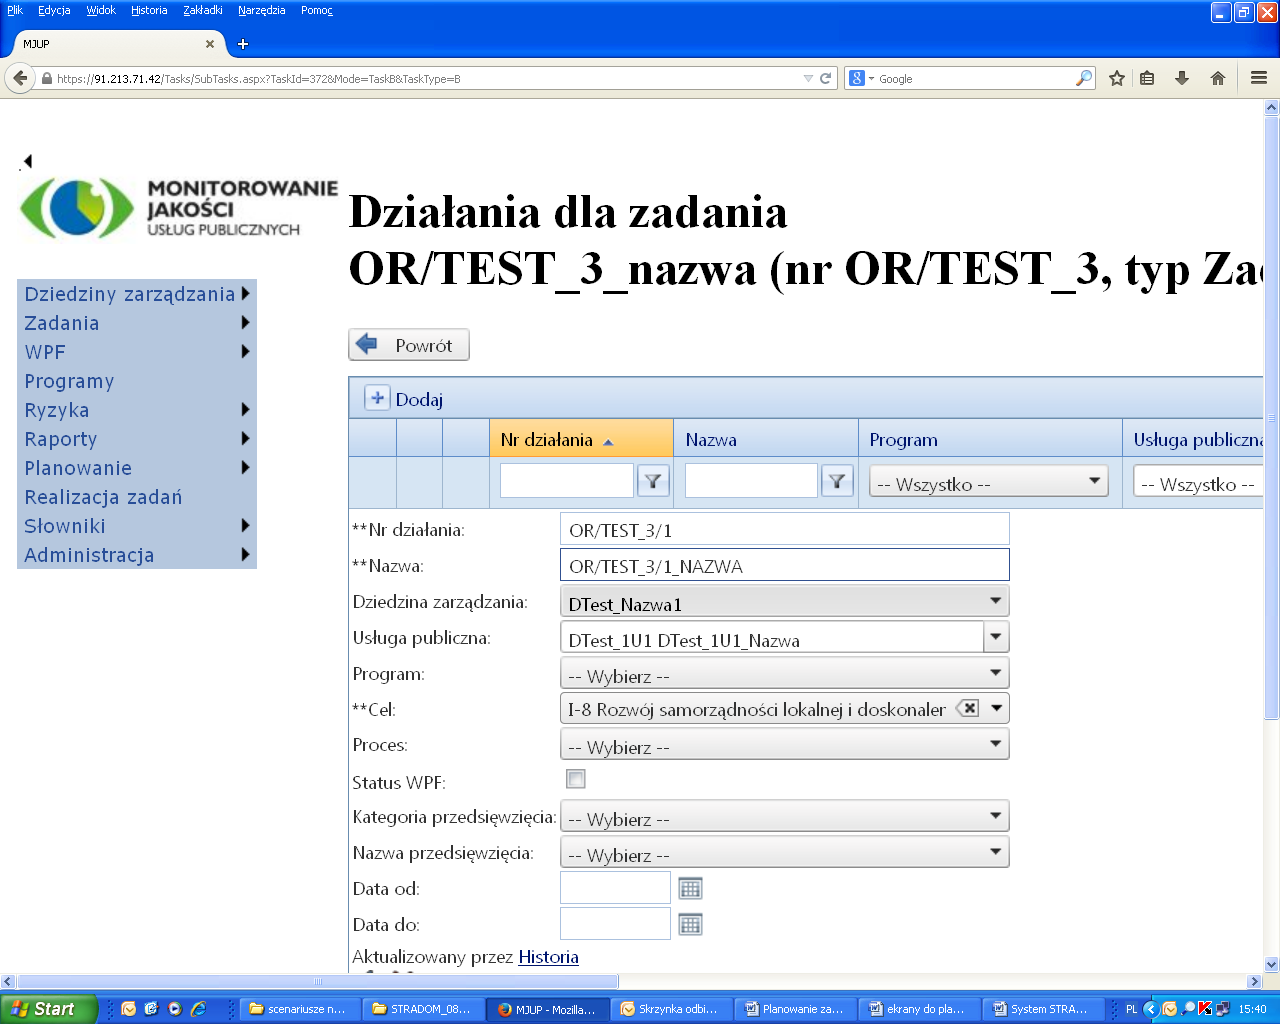 Plik Edycja Widok Historia Zakładki Narzędzia Pomoc
MJUP
https://91.213.71.42/Tasks/SubTasks.aspx?TaskId=372&Mode=TaskB&TaskType=B
Google
MONITOROWANIE
JAKOŚCI
USŁUG PUBLICZNYCH
Działania dla zadania
OR/TEST_3_nazwa (nr OR/TEST_3, typ Zad
Dziedziny zarządzania
Zadania
WPF
Programy
Ryzyka
Raporty
Planowanie
Realizacja zadań
Słowniki
Administracja
Powrót
Dodaj
Nr działania Nazwa Program Usługa publiczna
-- Wszystko -- -- Wszystko --
**Nr działania: OR/TEST_3/1
**Nazwa: OR/TEST_3/1_NAZWA
Dziedzina zarządzania: DTest_Nazwa1
Usługa publiczna: DTest_1U1 DTest_1U1_Nazwa
Program: -- Wybierz --
**Cel: I-8 Rozwój samorządności lokalnej i doskonaler
Proces: -- Wybierz --
Status WPF:
Kategoria przedsięwzięcia: -- Wybierz --
Nazwa przedsięwzięcia: -- Wybierz --
Data od:
Data do:
Aktualizowany przez Historia
Start scenariusze n... STRADOM_08... MJUP - Mozilla... Skrzynka odbi... Planowanie za... ekrany do pla... System STRA... PL 15:40